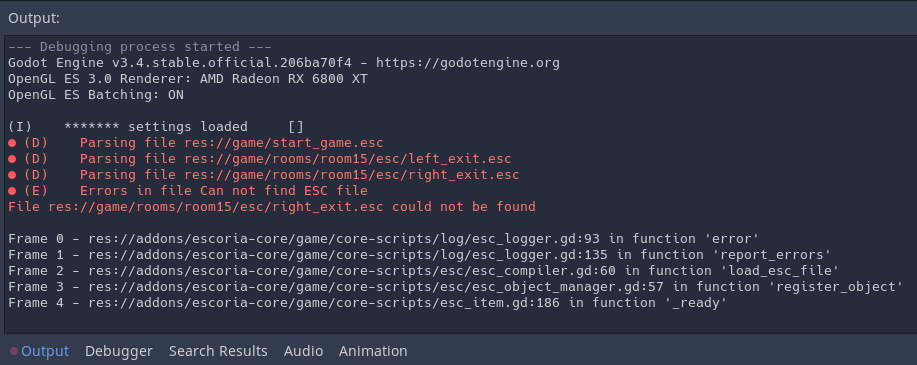 Output:
--- Debugging process started ---
Godot Engine v3.4.stable.official.206ba70f4 - https://godotengine.org
OpenGL ES 3.0 Renderer: AMD Radeon RX 6800 XT
OpenGL ES Batching: ON
(I) ******* settings loaded []
● (D) Parsing file res://game/start_game.esc
● (D) Parsing file res://game/rooms/room15/esc/left_exit.esc
● (D) Parsing file res://game/rooms/room15/esc/right_exit.esc
● (E) Errors in file Can not find ESC file
File res://game/rooms/room15/esc/right_exit.esc could not be found
Frame 0 - res://addons/escoria-core/game/core-scripts/log/esc_logger.gd:93 in function 'error'
Frame 1 - res://addons/escoria-core/game/core-scripts/log/esc_logger.gd:135 in function 'report_errors'
Frame 2 - res://addons/escoria-core/game/core-scripts/esc/esc_compiler.gd:60 in function 'load_esc_file'
Frame 3 - res://addons/escoria-core/game/core-scripts/esc/esc_object_manager.gd:57 in function 'register_object'
Frame 4 - res://addons/escoria-core/game/core-scripts/esc_item.gd:186 in function '_ready'
Output Debugger Search Results Audio Animation